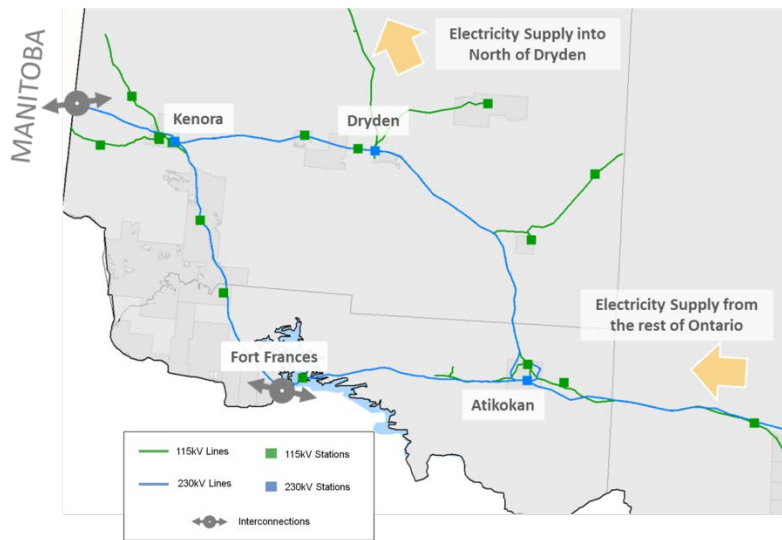 Electricity Supply into
North of Dryden
MANITOBA
Kenora
Dryden
Electricity Supply from
the rest of Ontario
Fort Frances
Atikokan
115kV Lines
115kV Stations
230kV Lines
230kV Stations
Interconnections